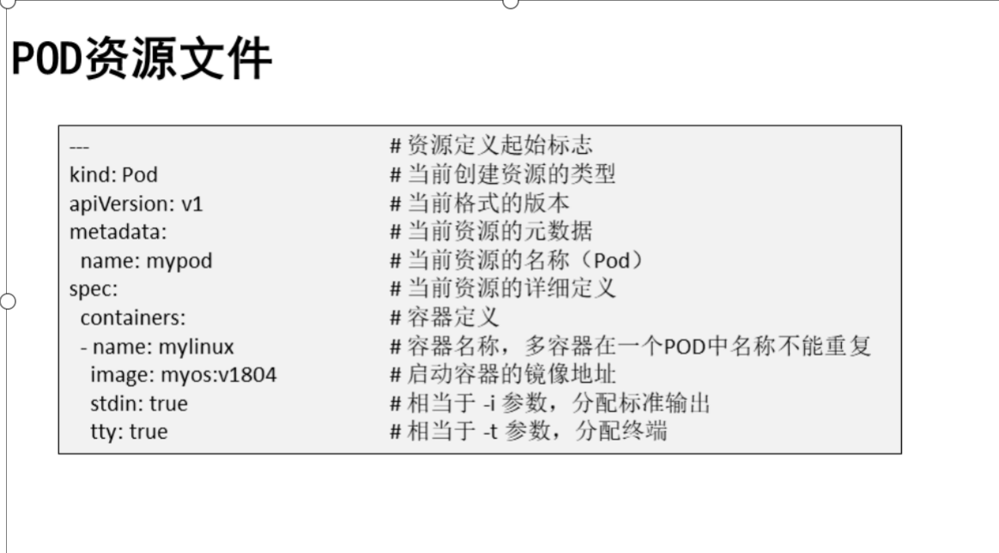 POD资源文件
--- # 资源定义起始标志
kind: Pod # 当前创建资源的类型
apiVersion: v1 # 当前格式的版本
metadata: # 当前资源的元数据
  name: mypod # 当前资源的名称（Pod）
spec: # 当前资源的详细定义
  containers: # 容器定义
  - name: mylinux # 容器名称，多容器在一个POD中名称不能重复
    image: myos:v1804 # 启动容器的镜像地址
    stdin: true # 相当于 -i 参数，分配标准输出
    tty: true # 相当于 -t 参数，分配终端